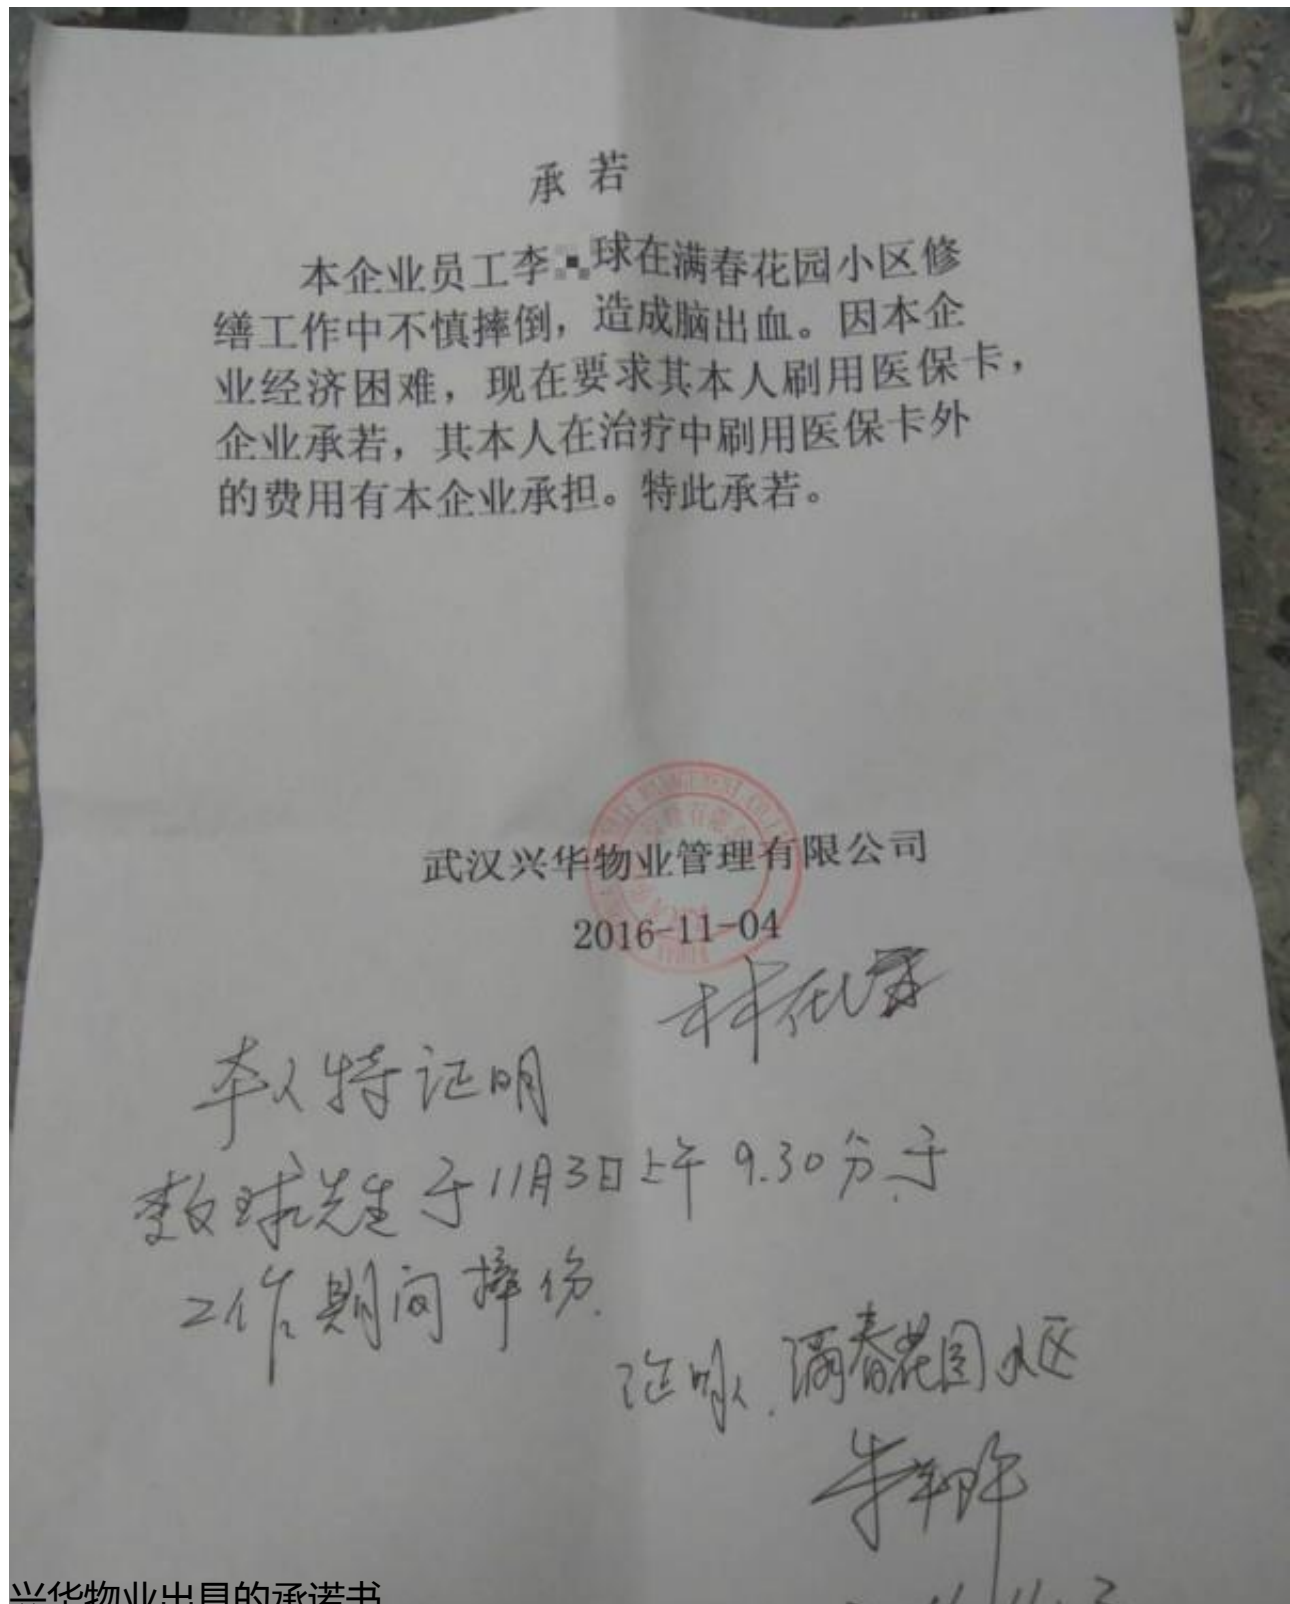 承若
本企业员工李 球在满春花园小区修
缮工作中不慎摔倒，造成脑出血。因本企
业经济困难，现在要求其本人刷用医保卡，
企业承若，其本人在治疗中刷用医保卡外
的费用有本企业承担。特此承若。
武汉兴华物业管理有限公司
2016-11-04
本人特证明
球先生于11月3日上午9.30分于
工作期间摔伤.
证明人.满春花园小区
兴华物业出具的承诺书